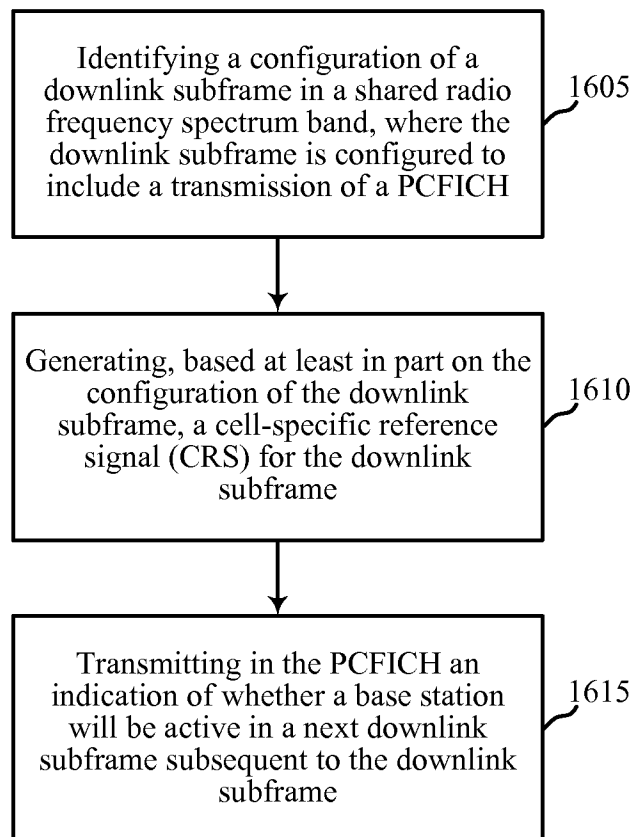 Identifying a configuration of a
downlink subframe in a shared radio
frequency spectrum band, where the
downlink subframe is configured to
include a transmission of a PCFICH
1605
Generating, based at least in part on the
configuration of the downlink
subframe, a cell-specific reference
signal (CRS) for the downlink
subframe
1610
Transmitting in the PCFICH an
indication of whether a base station
will be active in a next downlink
subframe subsequent to the downlink
subframe
1615